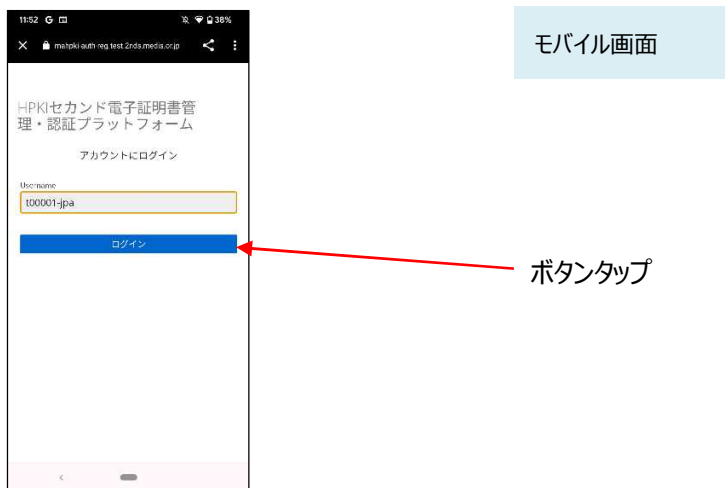 11:52 G 38%
モバイル画面
mahpki-auth-reg.test.2nds.medis.or.jp
HPKIセカンド電子証明書管
理・認証プラットフォーム
アカウントにログイン
Username
t00001-jpa
ログイン
ボタンタップ